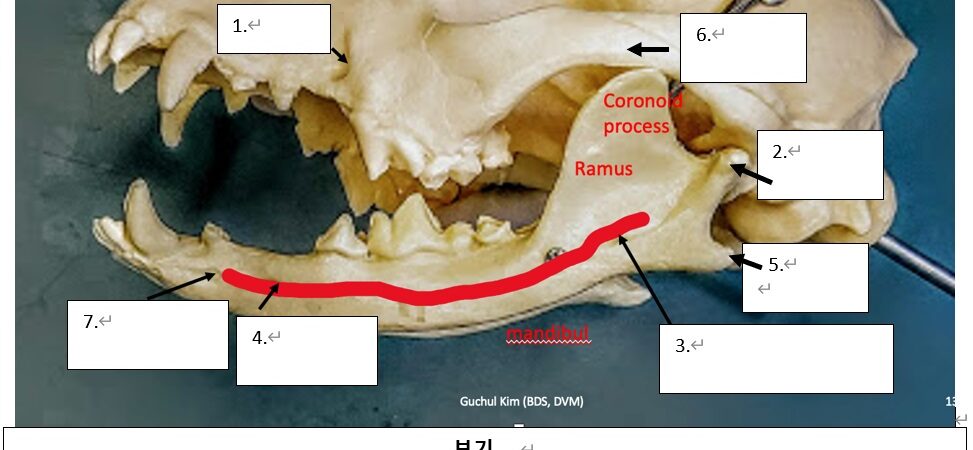 1.
6.
Coronoid
process
2.
Ramus
5.
7.
4.
3.
mandibul
Guchul Kim (BDS, DVM)
13
보기